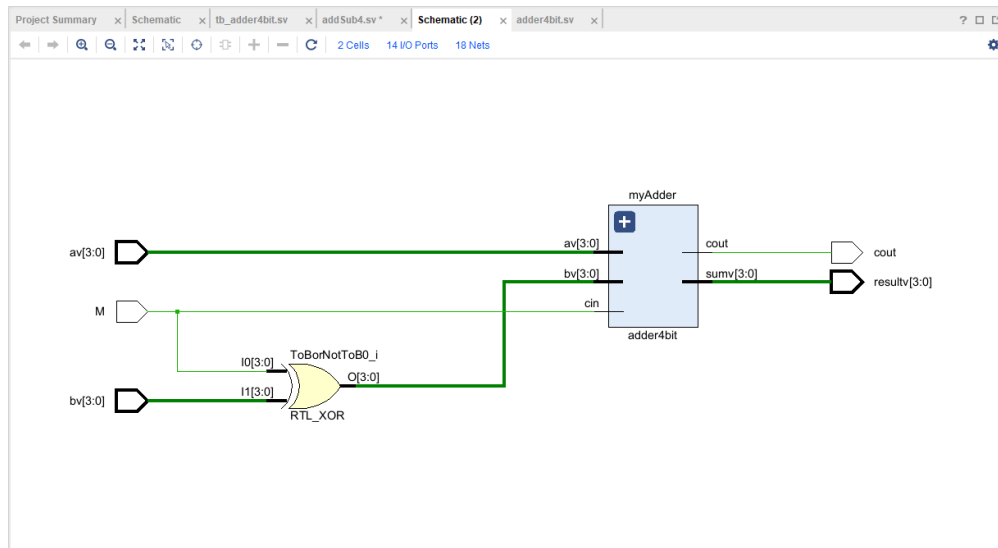 Project Summary × Schematic × tb_adder4bit.sv × addSub4.sv * × Schematic (2) × adder4bit.sv × ?
2 Cells 14 I/O Ports 18 Nets
myAdder
av[3:0] av[3:0] cout cout
bv[3:0] sumv[3:0] resultv[3:0]
M cin
adder4bit
ToBorNotToB0_i
I0[3:0] O[3:0]
bv[3:0] I1[3:0]
RTL_XOR